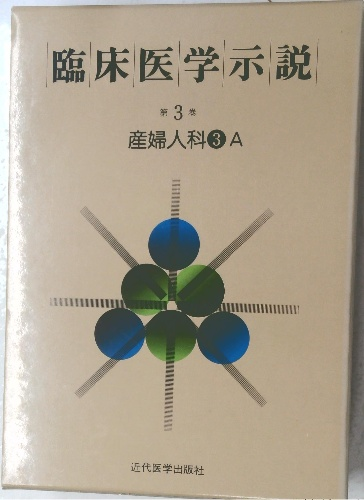 臨床医学示説
第3巻
産婦人科❸A
近代医学出版社